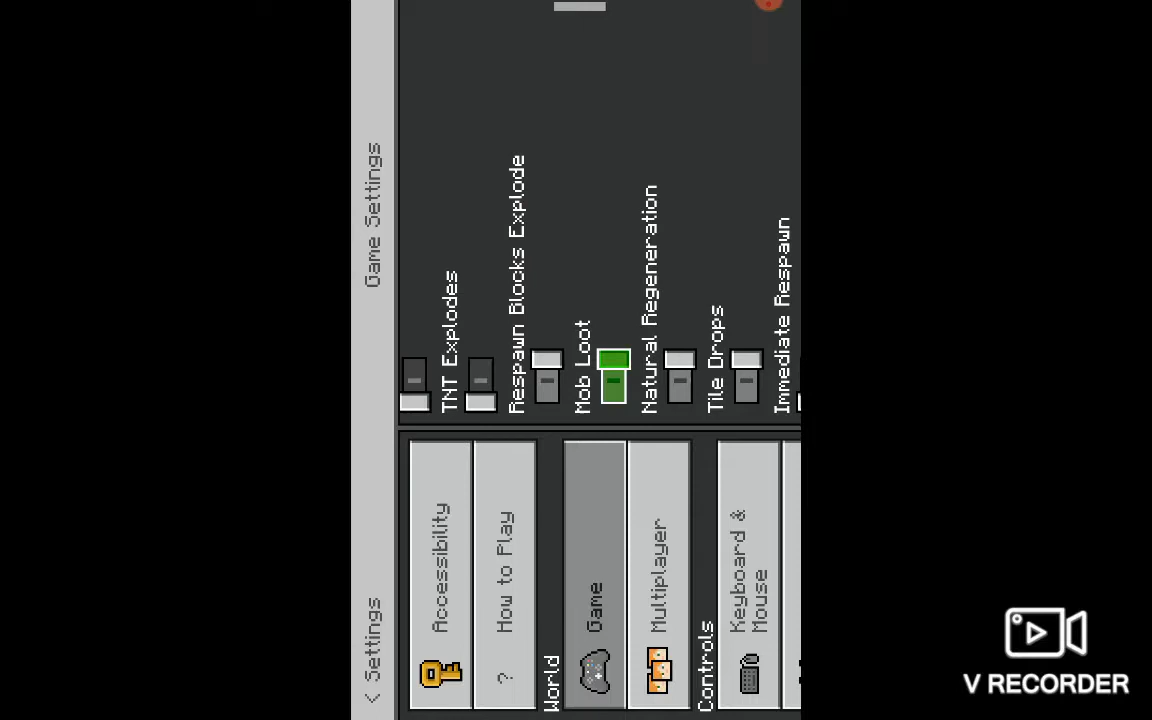 < Settings
Game Settings
Accessibility
? How to Play
World
Game
Multiplayer
Controls
Keyboard &
Mouse
TNT Explodes
Respawn Blocks Explode
Mob Loot
Natural Regeneration
Tile Drops
Immediate Respawn
V RECORDER